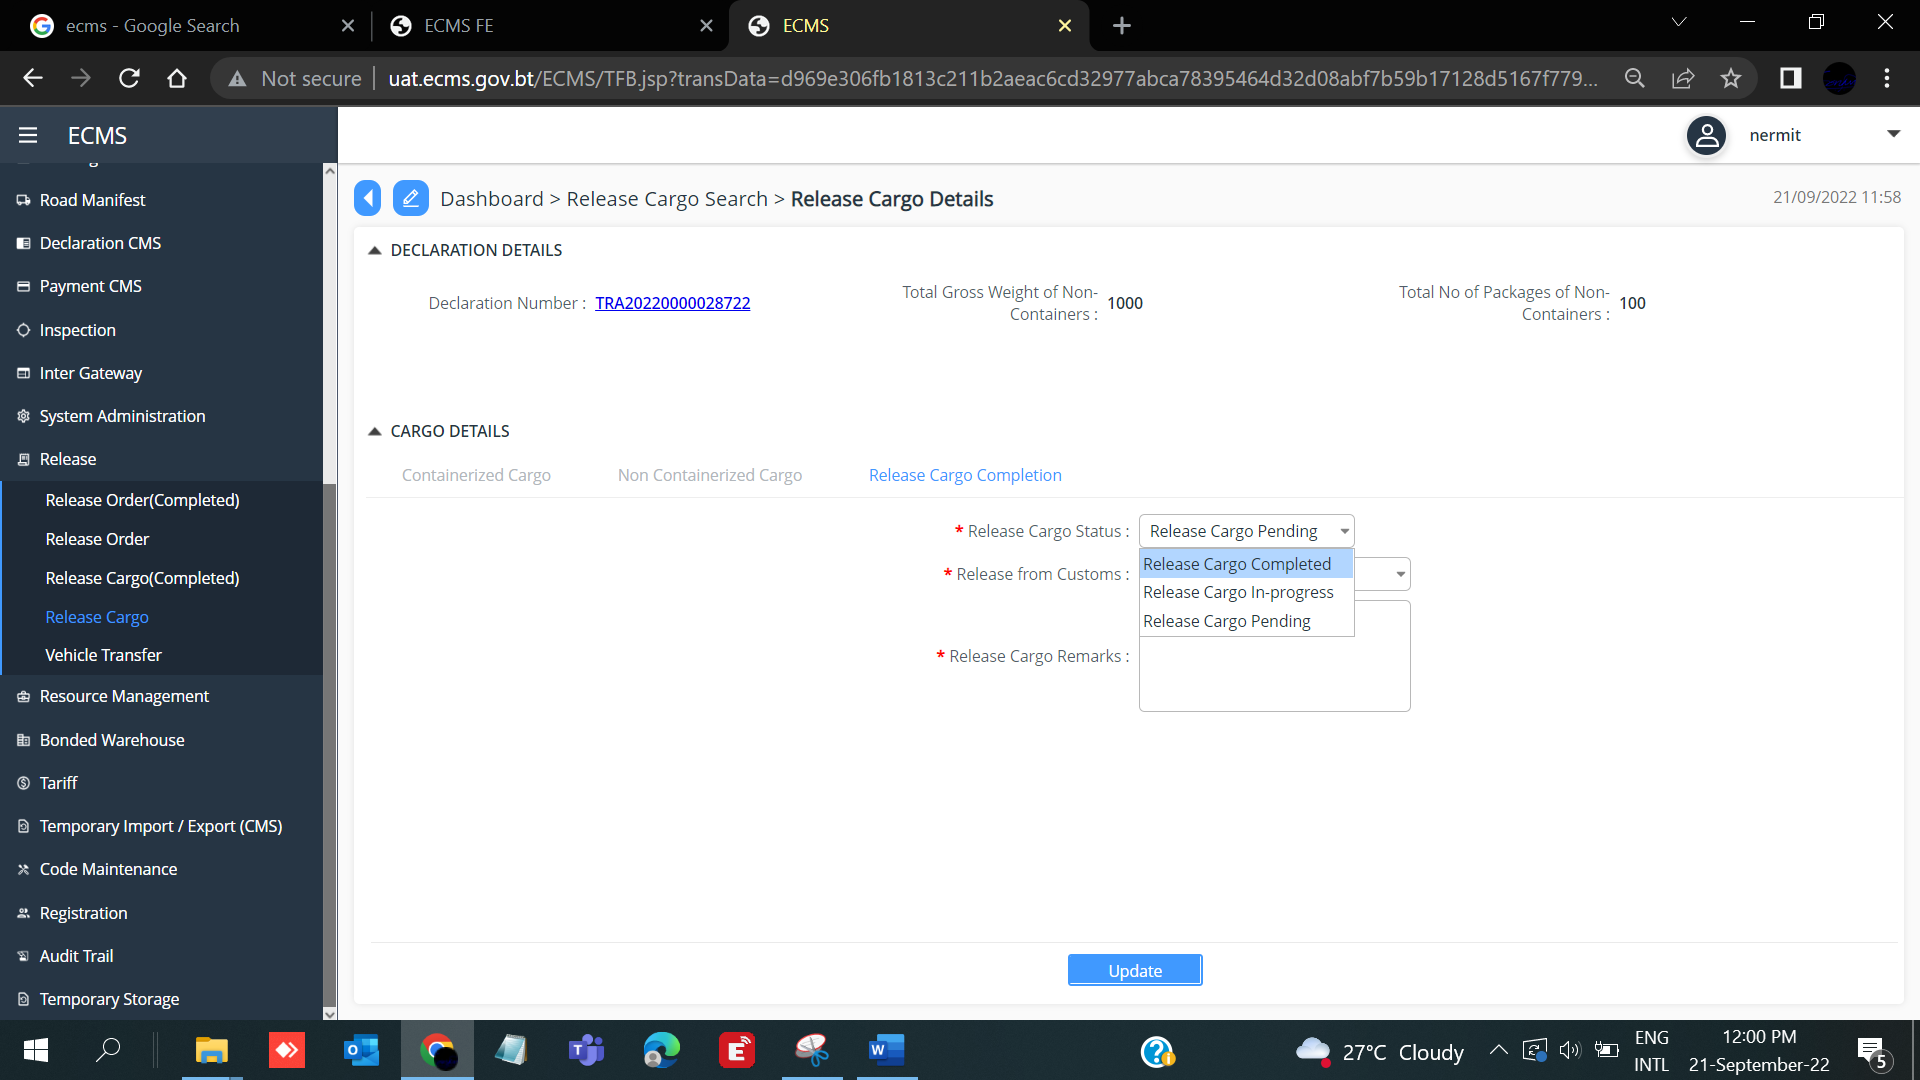 ecms - Google Search
ECMS FE
ECMS
Not secure
uat.ecms.gov.bt/ECMS/TFB.jsp?transData=d969e306fb1813c211b2aeac6cd32977abca78395464d32d08abf7b59b17128d5167f779...
ECMS
nermit
Road Manifest
Declaration CMS
Payment CMS
Inspection
Inter Gateway
System Administration
Release
Release Order(Completed)
Release Order
Release Cargo(Completed)
Release Cargo
Vehicle Transfer
Resource Management
Bonded Warehouse
Tariff
Temporary Import / Export (CMS)
Code Maintenance
Registration
Audit Trail
Temporary Storage
Dashboard > Release Cargo Search > Release Cargo Details
21/09/2022 11:58
DECLARATION DETAILS
Declaration Number : TRA20220000028722
Total Gross Weight of Non-
Containers : 1000
Total No of Packages of Non-
Containers : 100
CARGO DETAILS
Containerized Cargo
Non Containerized Cargo
Release Cargo Completion
* Release Cargo Status : Release Cargo Pending
Release Cargo Completed
Release Cargo In-progress
Release Cargo Pending
* Release from Customs :
* Release Cargo Remarks :
Update
27°C Cloudy
ENG
INTL
12:00 PM
21-September-22
5